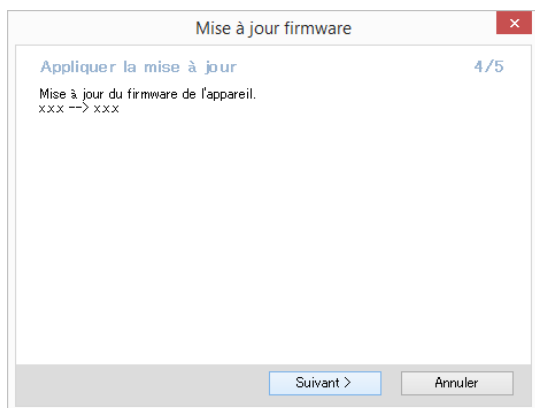 Mise à jour firmware
Appliquer la mise à jour 4/5
Mise à jour du firmware de l'appareil.
xxx --> xxx
Suivant > Annuler